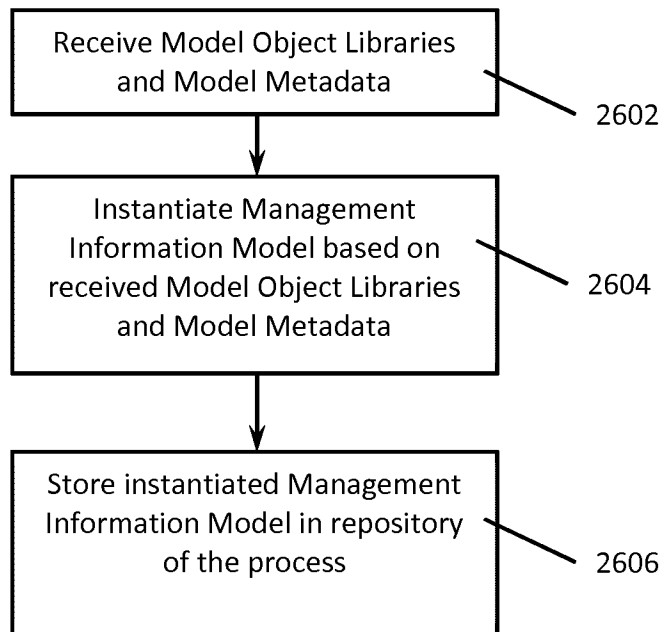 Receive Model Object Libraries
and Model Metadata
2602
Instantiate Management
Information Model based on
received Model Object Libraries
and Model Metadata
2604
Store instantiated Management
Information Model in repository
of the process
2606